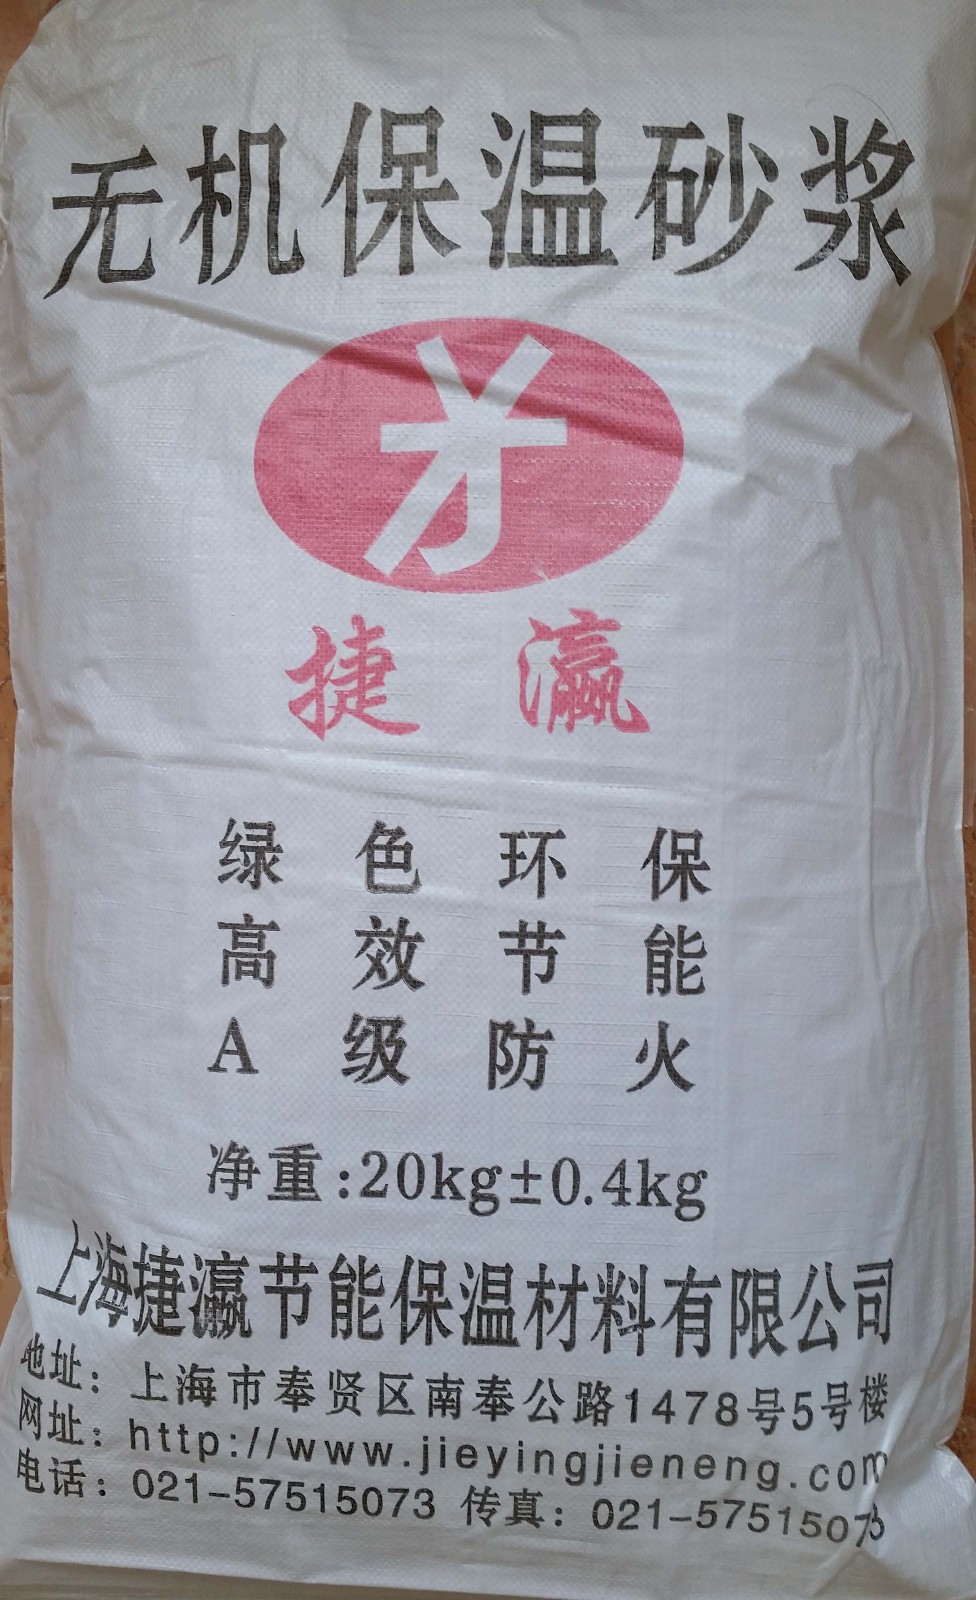 无机保温砂浆
捷瀛
绿色环保
高效节能
A级防火
净重:20kg±0.4kg
上海捷瀛节能保温材料有限公司
地址：上海市奉贤区南奉公路1478号5号楼
网址：http://www.jieyingjieneng.com
电话：021-57515073 传真：021-57515073